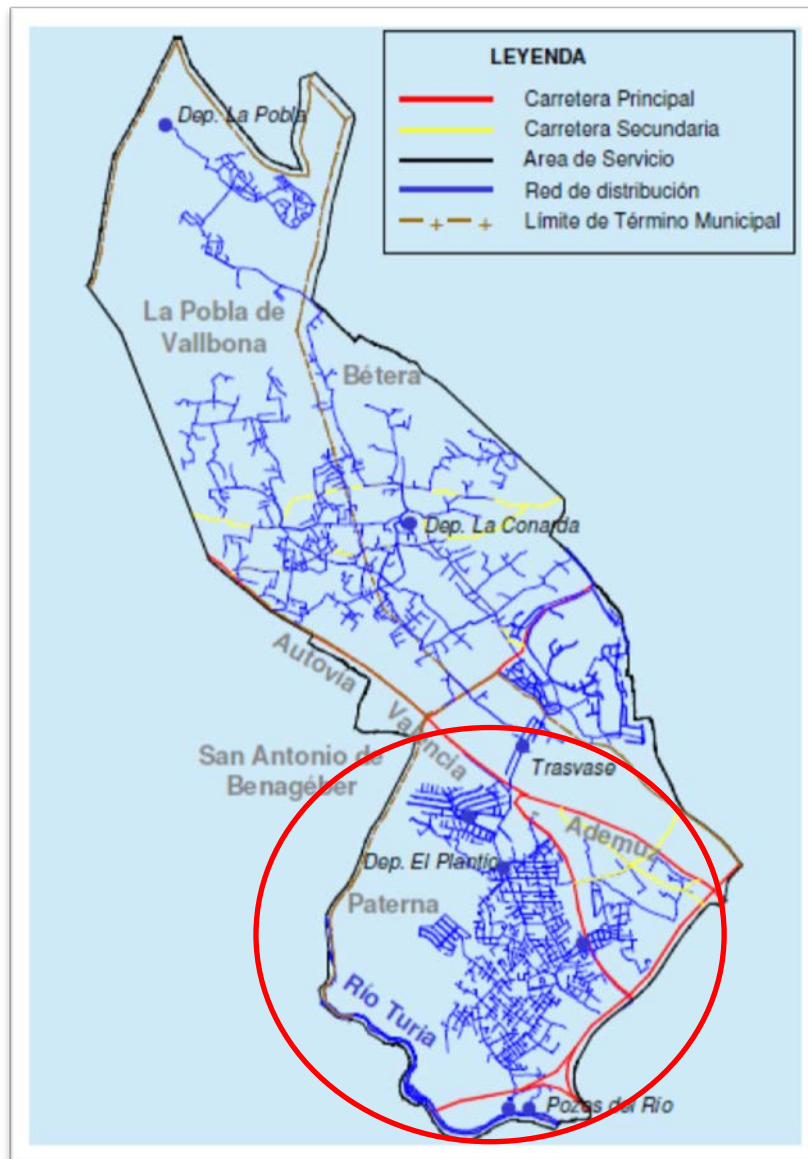 LEYENDA
Carretera Principal
Carretera Secundaria
Area de Servicio
Red de distribución
Límite de Término Municipal
Dep. La Pobla
La Pobla de
Vallbona
Bétera
Dep. La Conarda
Autovía
Valencia
San Antonio de
Benagéber
Trasvase
Ademuz
Dep. El Plantío
Paterna
Río Turia
Pozos del Río